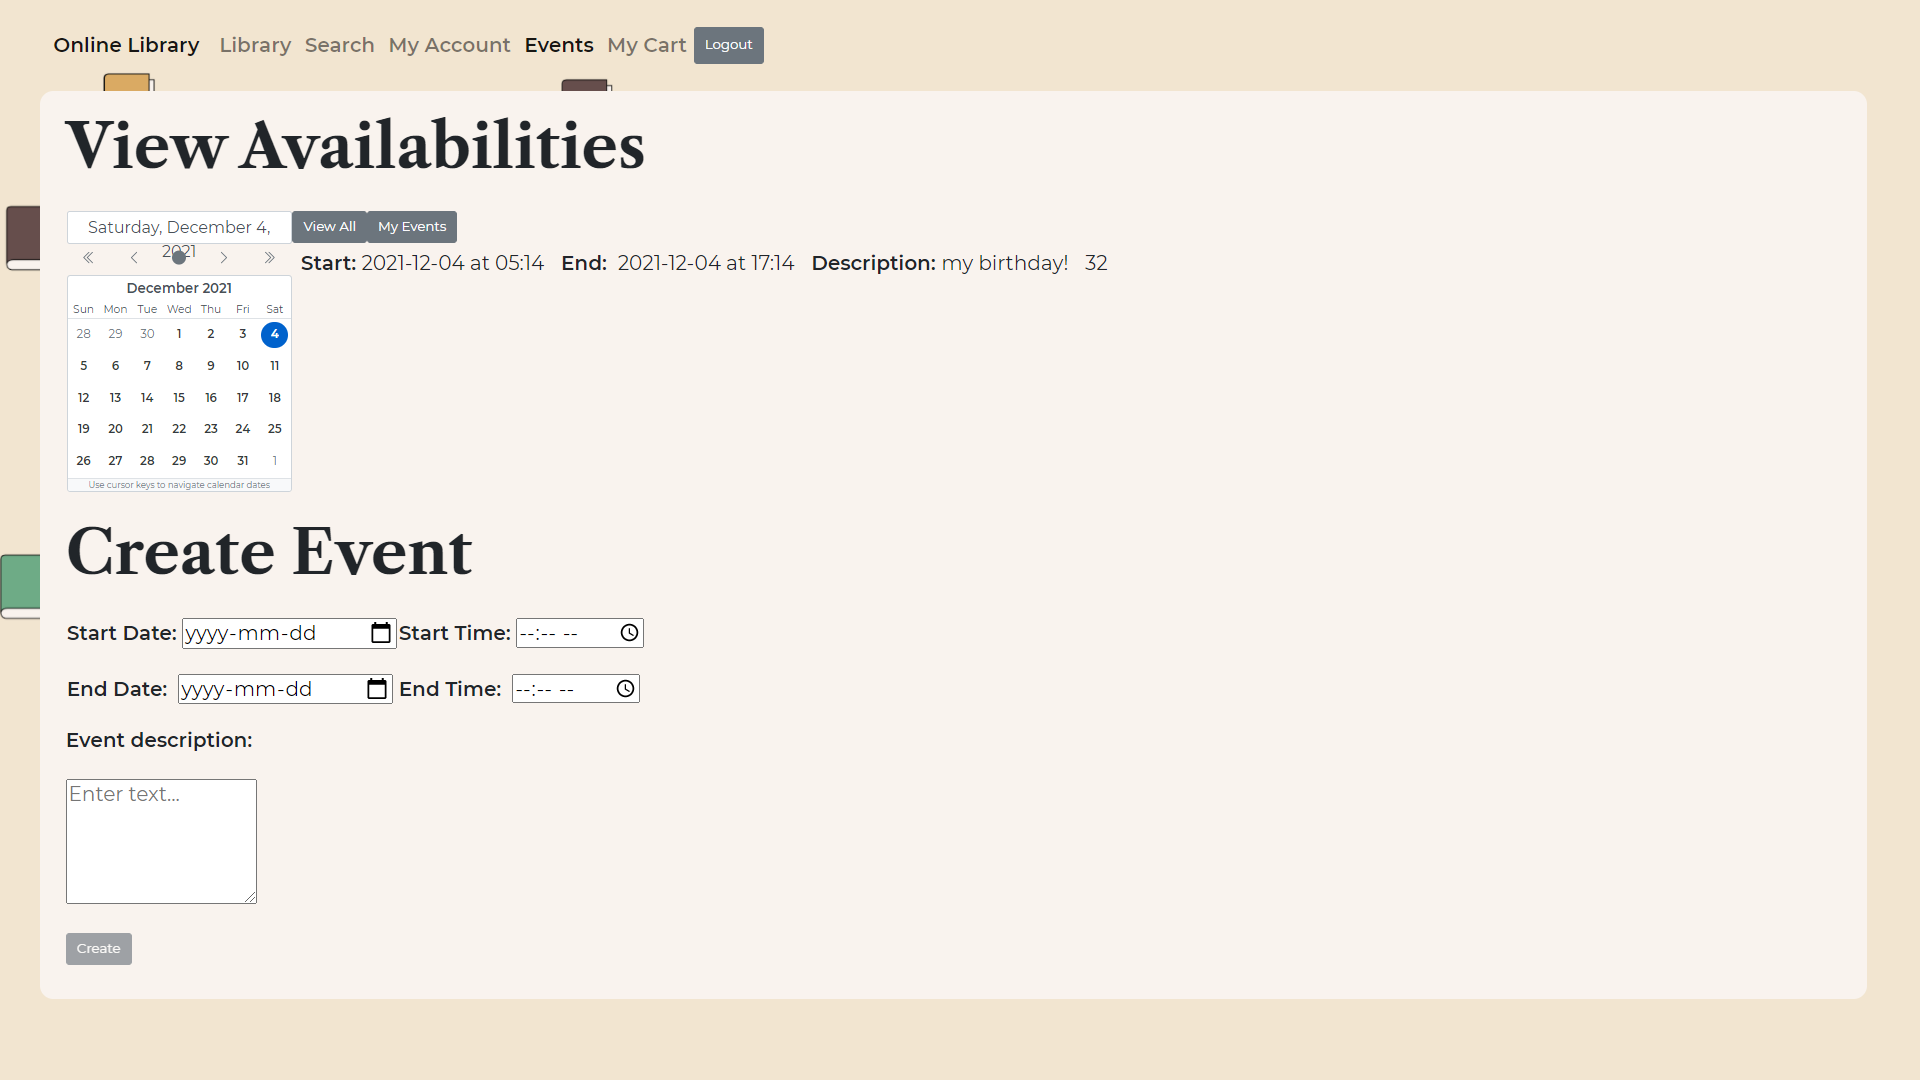 Online Library Library Search My Account Events My Cart Logout
View Availabilities
Saturday, December 4, 2021 View All My Events
Start: 2021-12-04 at 05:14 End: 2021-12-04 at 17:14 Description: my birthday! 32
December 2021
Sun Mon Tue Wed Thu Fri Sat
28 29 30 1 2 3 4
5 6 7 8 9 10 11
12 13 14 15 16 17 18
19 20 21 22 23 24 25
26 27 28 29 30 31 1
Use cursor keys to navigate calendar dates
Create Event
Start Date: yyyy-mm-dd Start Time: --:-- --
End Date: yyyy-mm-dd End Time: --:-- --
Event description:
Enter text...
Create